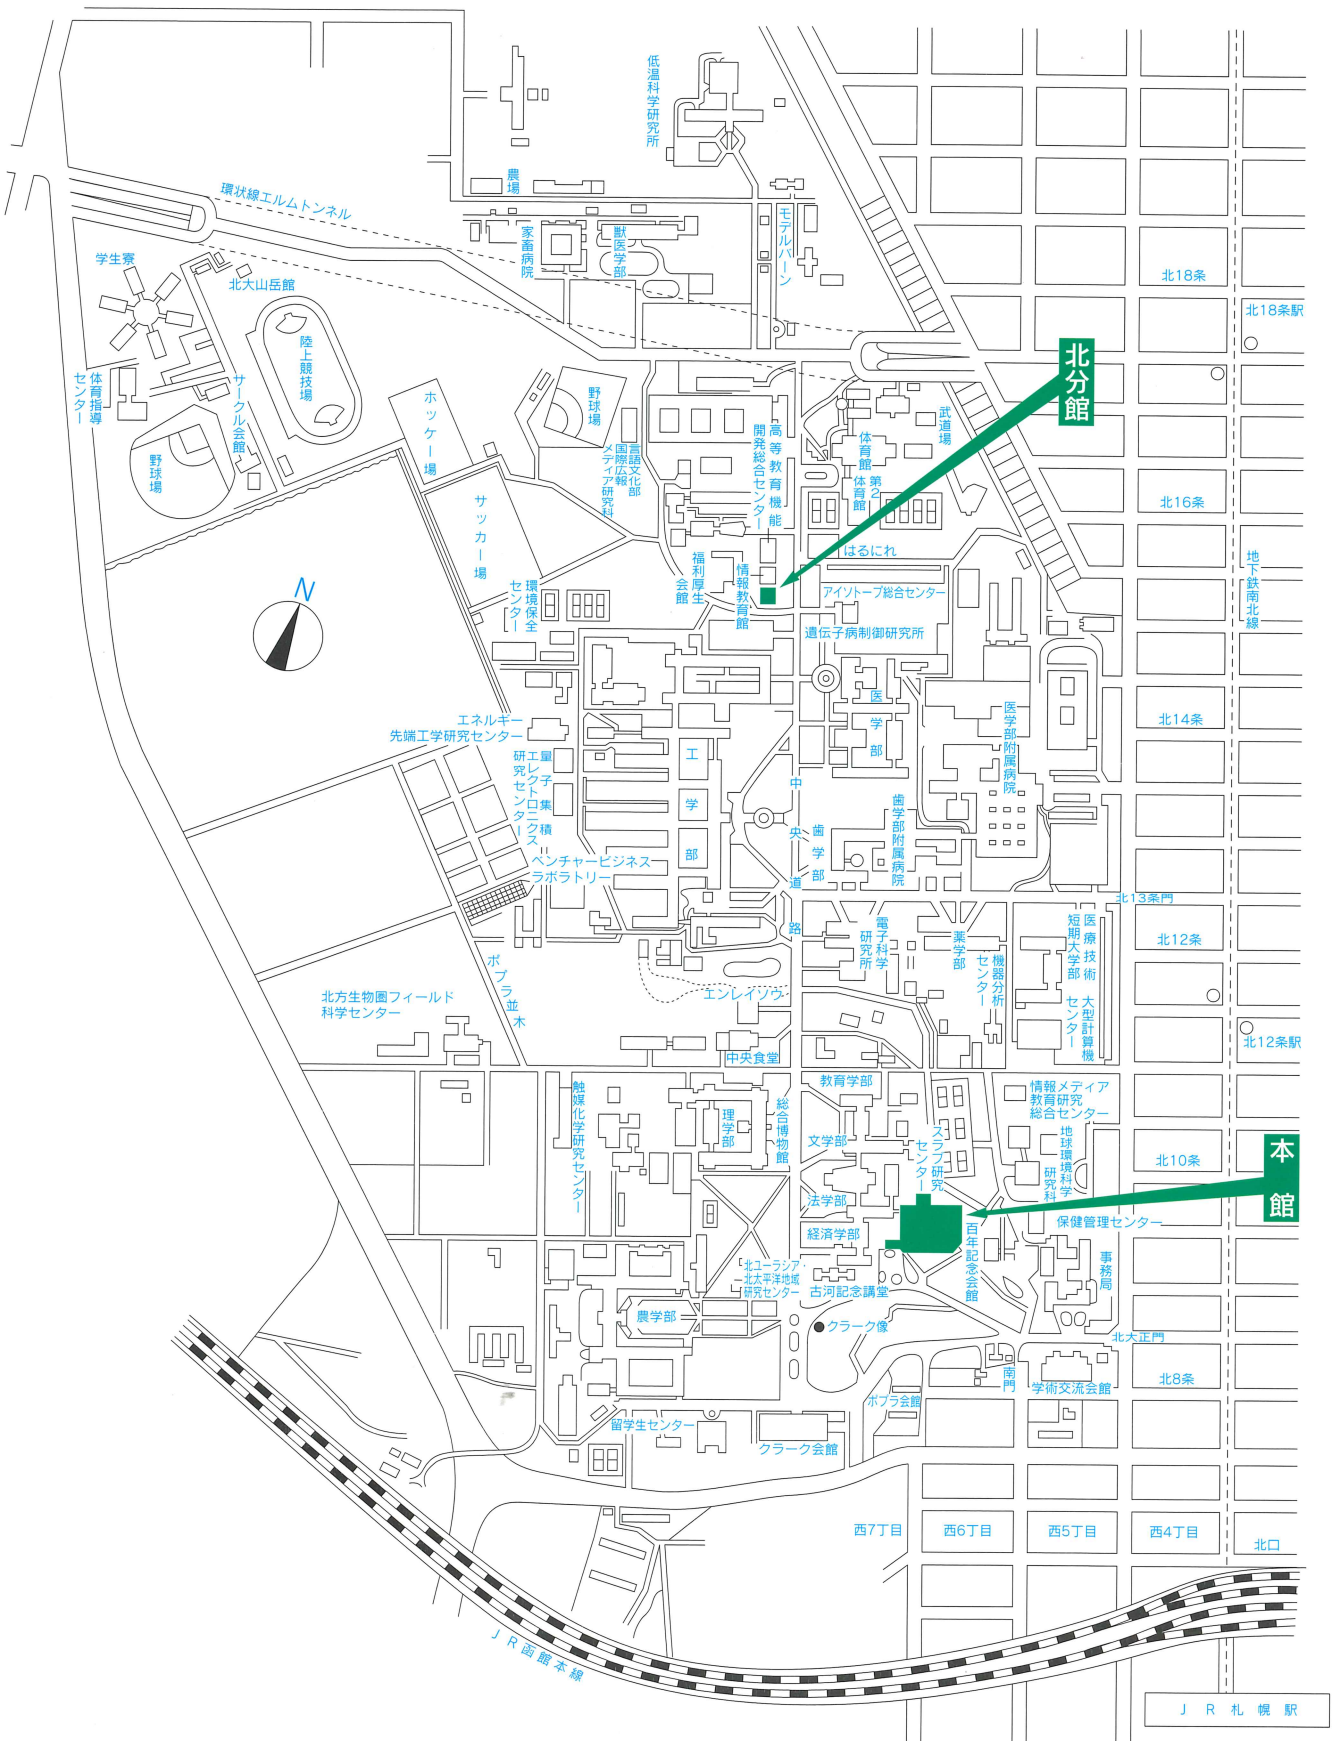 低温科学研究所
農場
環状線エルムトンネル
家畜病院
獣医学部
モデルバーン
学生寮
北大山岳館
北18条
北18条駅
陸上競技場
北分館
体育指導
センター
サークル会館
ホッケー場
野球場
野球場
言語文化部
国際広報
メディア研究科
高等教育機能
開発総合センター
武道場
体育館
第2
体育館
サッカー場
北16条
はるにれ
地下鉄南北線
N
環境保全
センター
福利厚生
会館
情報教育館
アイソトープ総合センター
遺伝子病制御研究所
エネルギー
先端工学研究センター
工学部
医学部
医学部附属病院
北14条
量子集積
エレクトロニクス
研究センター
中央道路
歯学部
歯学部附属病院
ベンチャービジネス
ラボラトリー
北13条門
電子科学
研究所
薬学部
機器分析
センター
医療技術
短期大学部
大型計算機
センター
北12条
北12条駅
ポプラ並木
北方生物圏フィールド
科学センター
エンレイソウ
中央食堂
触媒化学研究センター
理学部
総合博物館
教育学部
文学部
スラブ研究
センター
情報メディア
教育研究
総合センター
地球環境科学
研究科
北10条
本館
法学部
経済学部
百年記念会館
保健管理センター
事務局
北ユーラシア・
北太平洋地域
研究センター
古河記念講堂
農学部
クラーク像
北大正門
南門
学術交流会館
北8条
ポプラ会館
留学生センター
クラーク会館
西7丁目
西6丁目
西5丁目
西4丁目
北口
JR函館本線
JR札幌駅